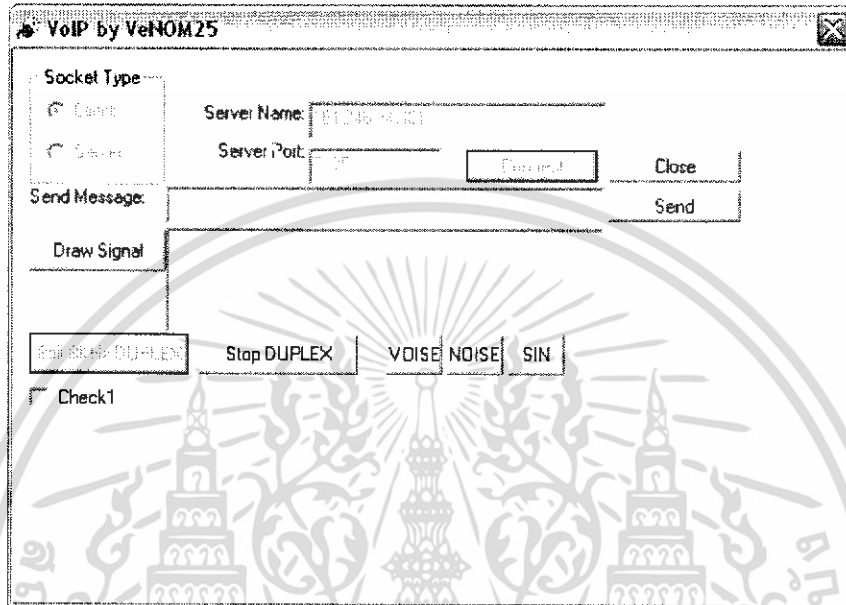 VoIP by VeNOM25
Socket Type
Server Name:
Server Port:
Close
Send Message:
Send
Draw Signal
DUPLEX
Stop DUPLEX
VOISE
NOISE
SIN
Check1